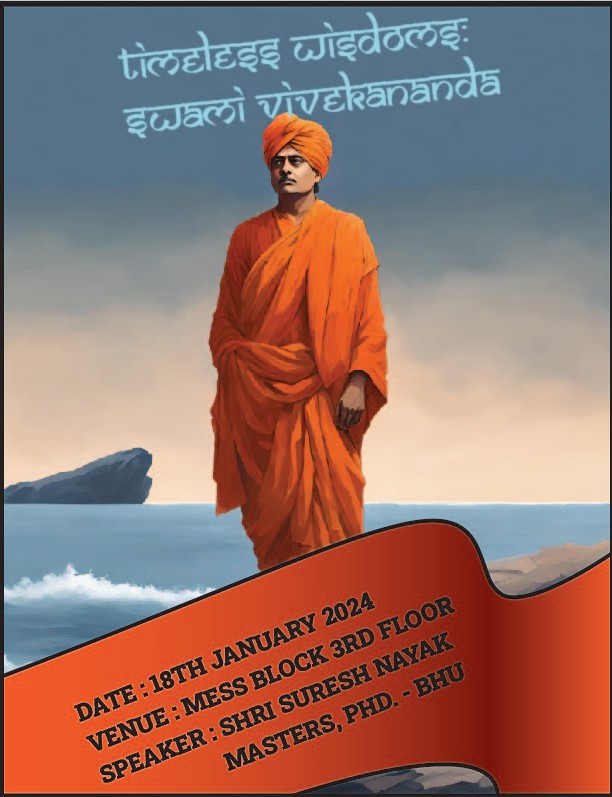 timeless wisdoms:
swami vivekananda
DATE : 18TH JANUARY 2024
VENUE : MESS BLOCK 3RD FLOOR
SPEAKER : SHRI SURESH NAYAK
MASTERS, PHD. - BHU